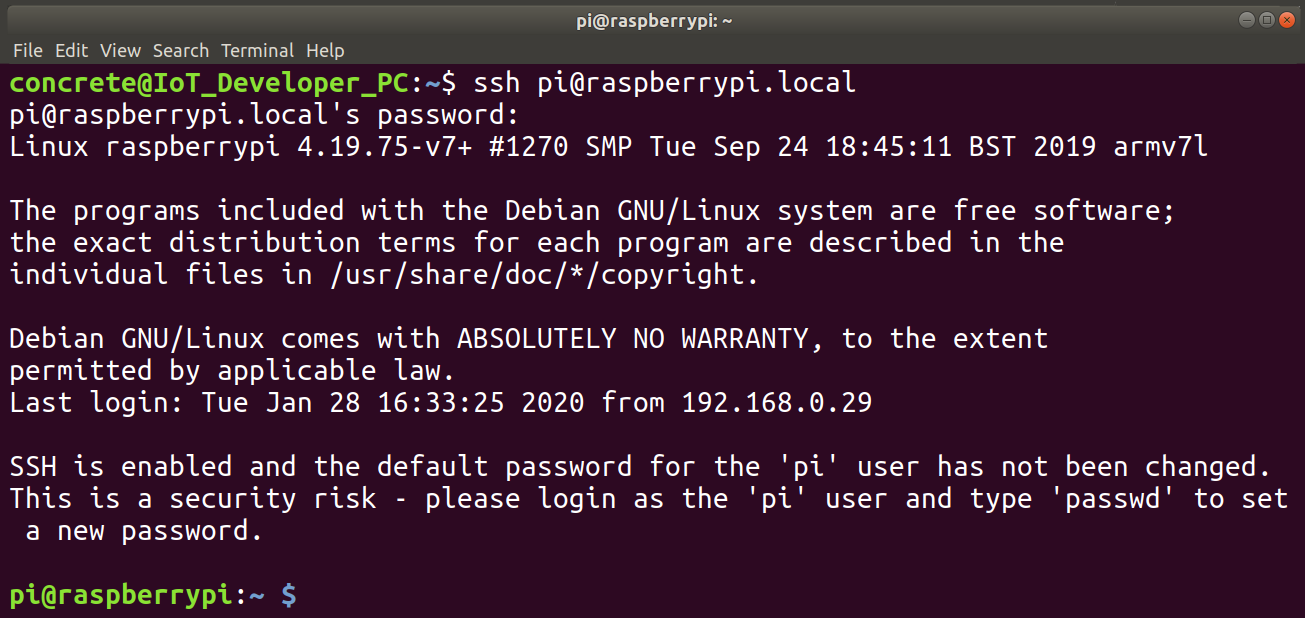 pi@raspberrypi: ~
File Edit View Search Terminal Help
concrete@IoT_Developer_PC:~$ ssh pi@raspberrypi.local
pi@raspberrypi.local's password:
Linux raspberrypi 4.19.75-v7+ #1270 SMP Tue Sep 24 18:45:11 BST 2019 armv7l
The programs included with the Debian GNU/Linux system are free software;
the exact distribution terms for each program are described in the
individual files in /usr/share/doc/*/copyright.
Debian GNU/Linux comes with ABSOLUTELY NO WARRANTY, to the extent
permitted by applicable law.
Last login: Tue Jan 28 16:33:25 2020 from 192.168.0.29
SSH is enabled and the default password for the 'pi' user has not been changed.
This is a security risk - please login as the 'pi' user and type 'passwd' to set
a new password.
pi@raspberrypi:~ $